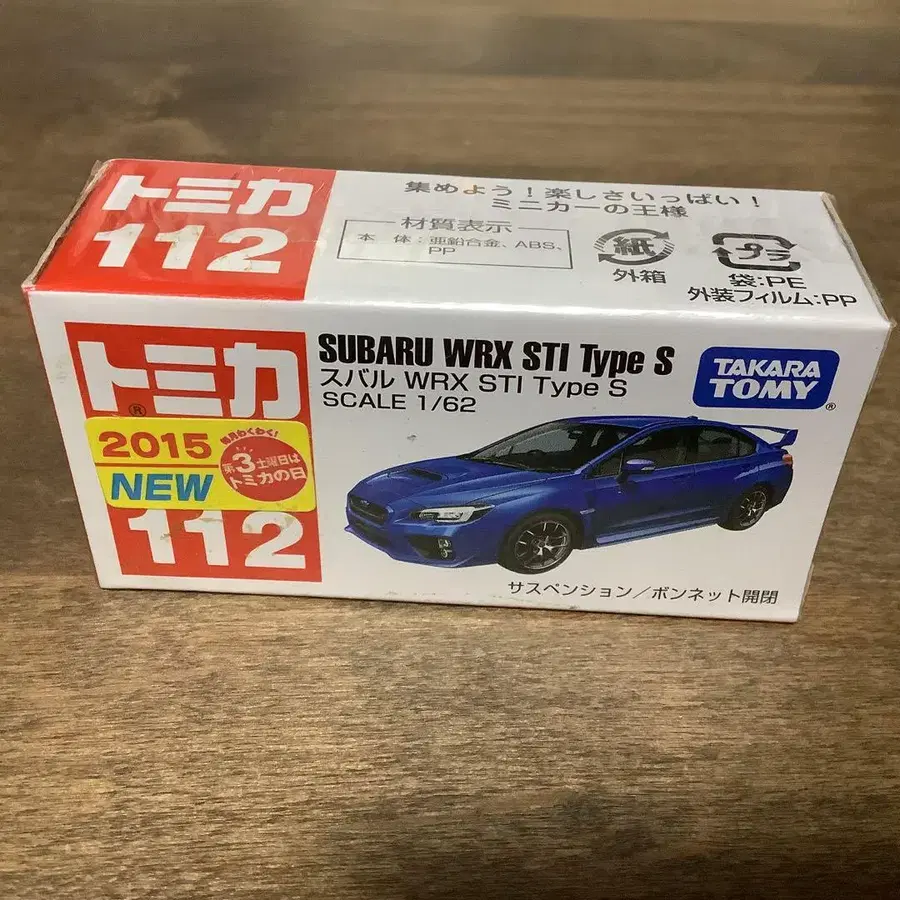 トミカ
112
集めよう！楽しさいっぱい！
ミニカーの王様
材質表示
本 体：亜鉛合金、ABS、
PP
紙
外箱
プラ
袋:PE
外装フィルム:PP
トミカ
®
2015
NEW
毎月わくわく！
第3土曜日は
トミカの日
112
SUBARU WRX STI Type S
スバル WRX STI Type S
SCALE 1/62
TAKARA
TOMY
®
サスペンション／ボンネット開閉